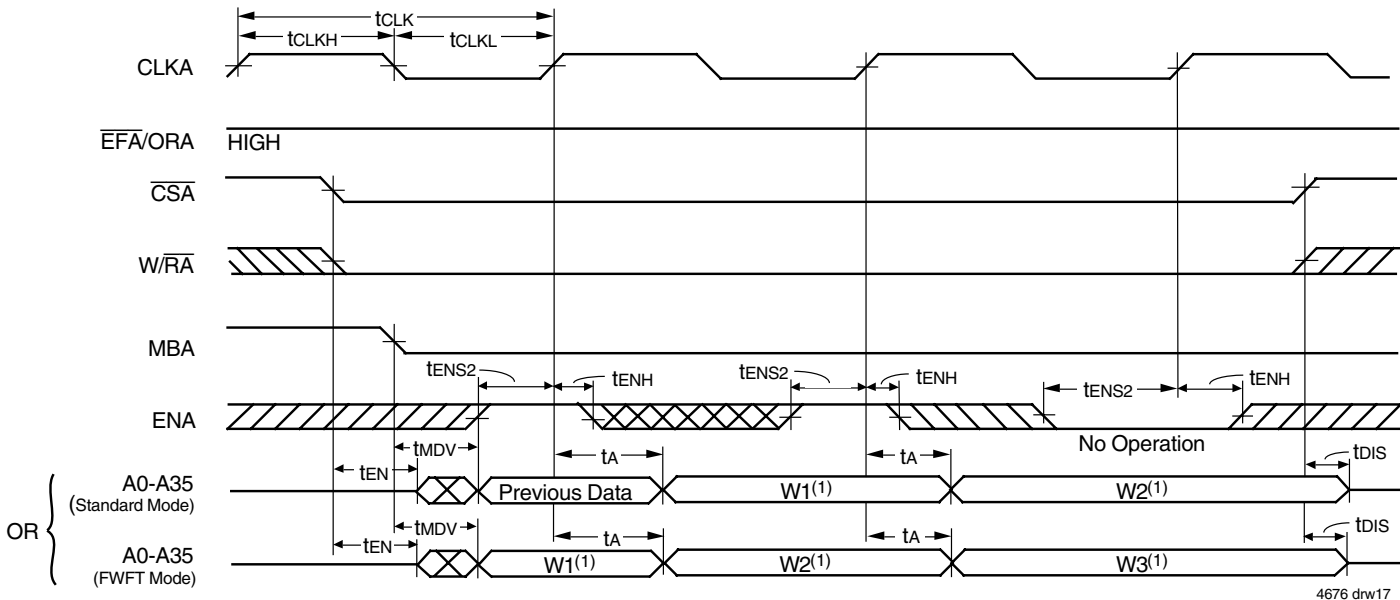 tCLK
tCLKH tCLKL
CLKA
EFA/ORA HIGH
CSA
W/RA
MBA
tENS2 tENH tENS2 tENH tENS2 tENH
ENA
No Operation
tMDV tA tA tDIS
tEN
A0-A35 Previous Data W1(1) W2(1)
(Standard Mode)
OR
tMDV tA tA tDIS
tEN
A0-A35 W1(1) W2(1) W3(1)
(FWFT Mode)
4676 drw17